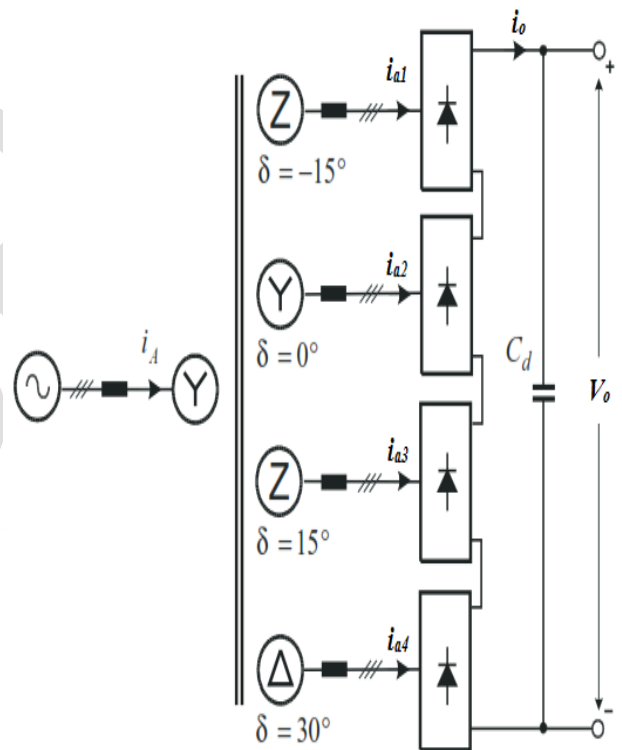 i_o
+
i_a1
Z
δ = –15°
i_a2
Y
δ = 0°
i_A
Y
C_d
V_o
i_a3
Z
δ = 15°
i_a4
Δ
δ = 30°
-